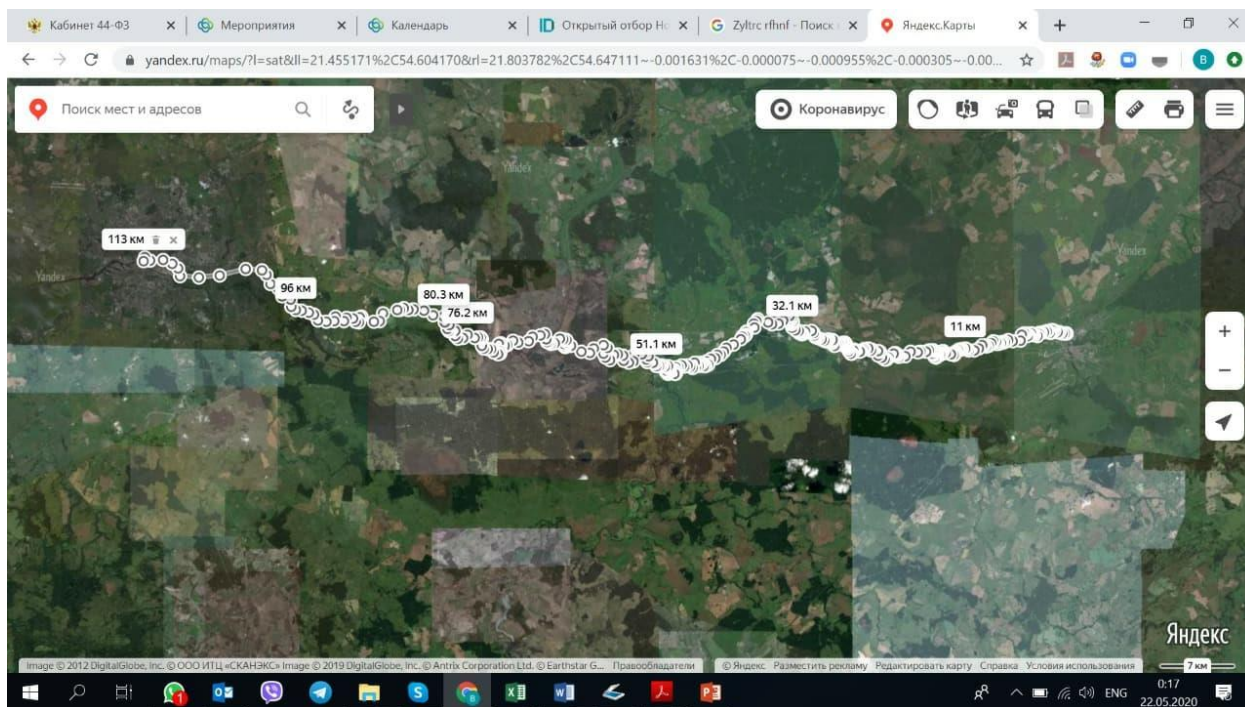 Кабинет 44-ФЗ
Мероприятия
Календарь
Открытый отбор Но
Zyltrc rfhnf - Поиск
Яндекс.Карты
yandex.ru/maps/?l=sat&ll=21.455171%2C54.604170&rl=21.803782%2C54.647111~-0.001631%2C-0.000075~-0.000955%2C-0.000305~-0.00...
B
Поиск мест и адресов
Коронавирус
Yandex
Yandex
Yandex
113 км
96 км
80.3 км
76.2 км
51.1 км
32.1 км
11 км
Яндекс
Image © 2012 DigitalGlobe, Inc. © ООО ИТЦ «СКАНЭКС» Image © 2019 DigitalGlobe, Inc. © Antrix Corporation Ltd. © Earthstar G... Правообладатели
© Яндекс Разместить рекламу Редактировать карту Справка Условия использования
7 км
1
ENG
0:17
22.05.2020